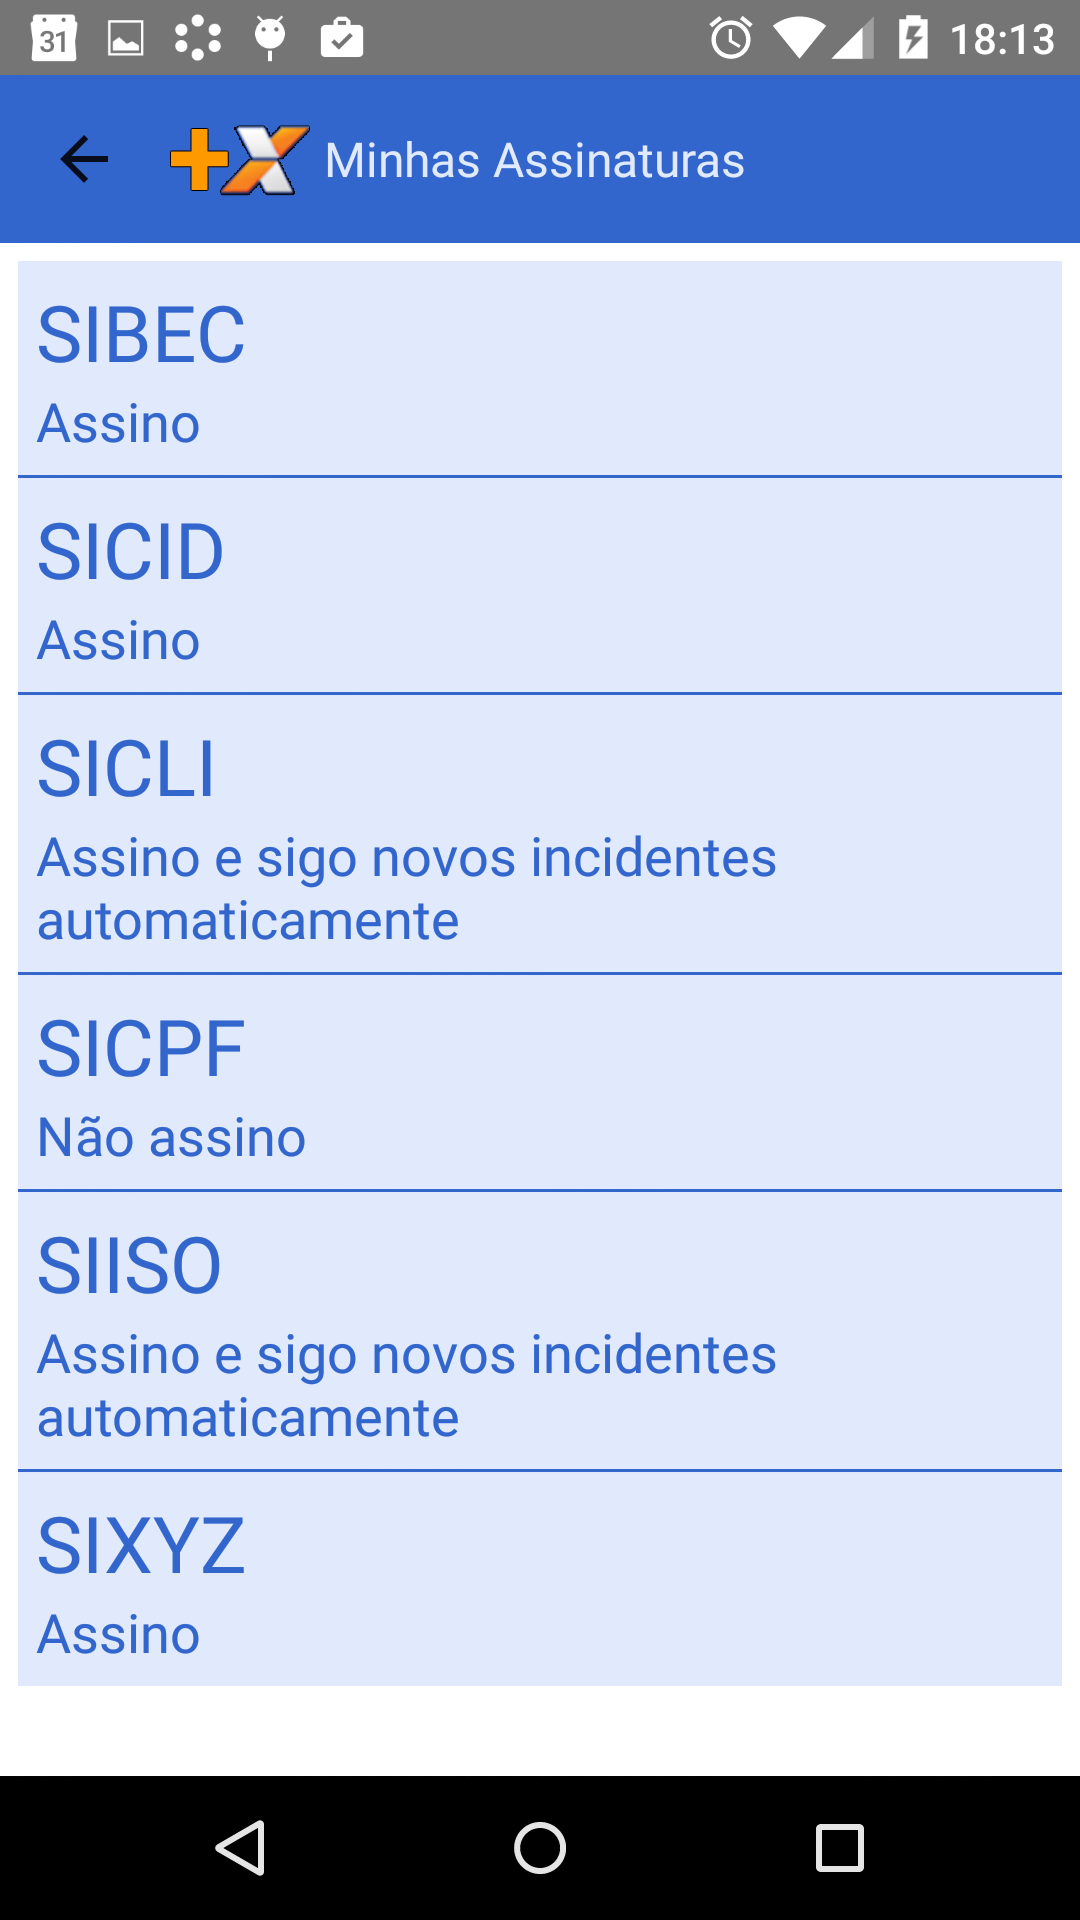 31 18:13
+X Minhas Assinaturas
SIBEC
Assino
SICID
Assino
SICLI
Assino e sigo novos incidentes
automaticamente
SICPF
Não assino
SIISO
Assino e sigo novos incidentes
automaticamente
SIXYZ
Assino